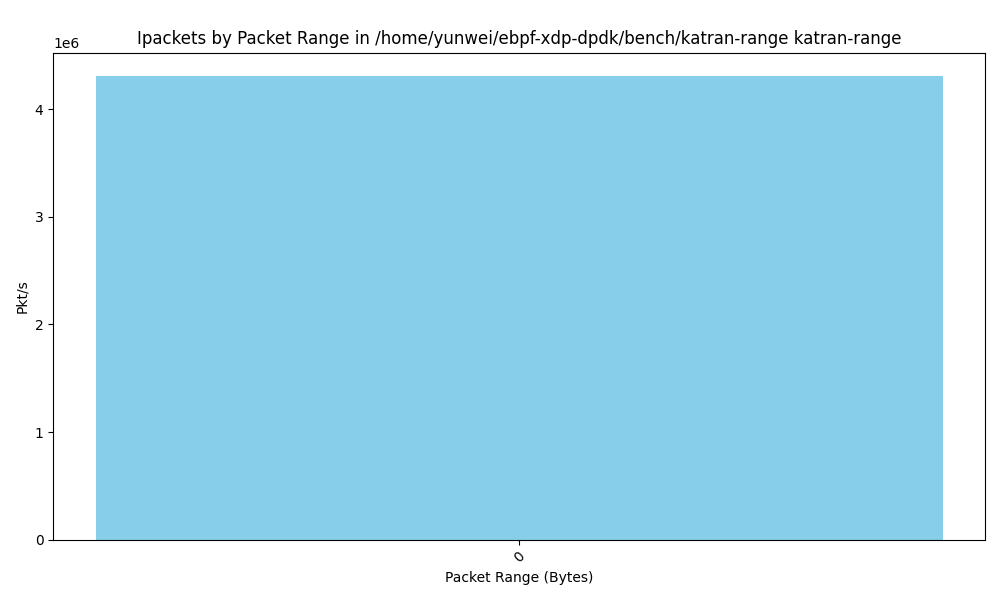 Ipackets by Packet Range in /home/yunwei/ebpf-xdp-dpdk/bench/katran-range katran-range
1e6
4
3
2
1
0
Pkt/s
0
Packet Range (Bytes)